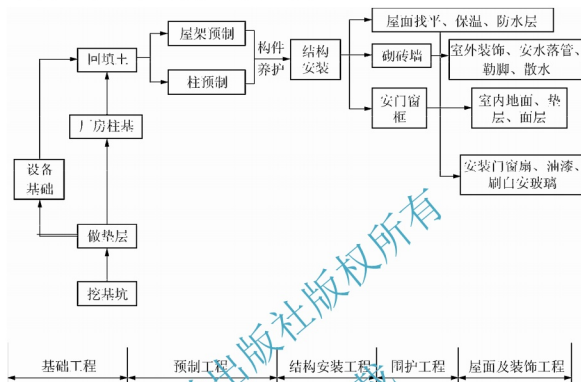 屋架预制
柱预制
构件
养护
结构
安装
屋面找平、保温、防水层
砌砖墙
室外装饰、安水落管、
勒脚、散水
安门窗
框
室内地面、垫
层、面层
安装门窗扇、油漆、
刷白安玻璃
回填土
厂房柱基
设备
基础
做垫层
挖基坑
出版社版权所有
基础工程
预制工程
结构安装工程
围护工程
屋面及装饰工程